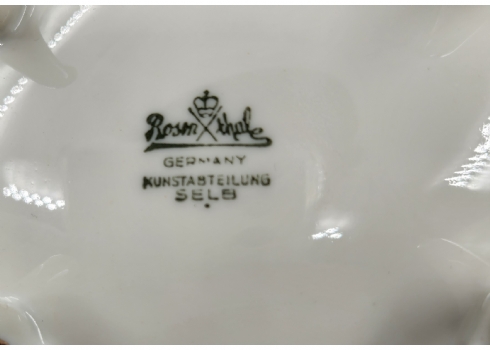 Rosenthal
GERMANY
KUNSTABTEILUNG
SELB